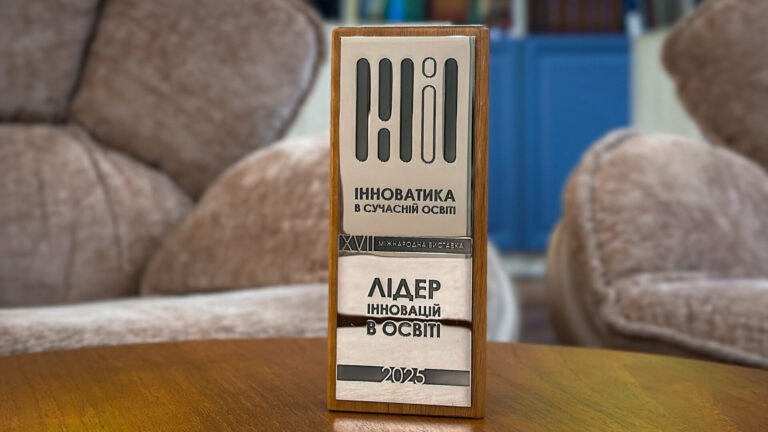 ІННОВАТИКА
В СУЧАСНІЙ ОСВІТІ
XVII МІЖНАРОДНА ВИСТАВКА
ЛІДЕР
ІННОВАЦІЙ
В ОСВІТІ
2025